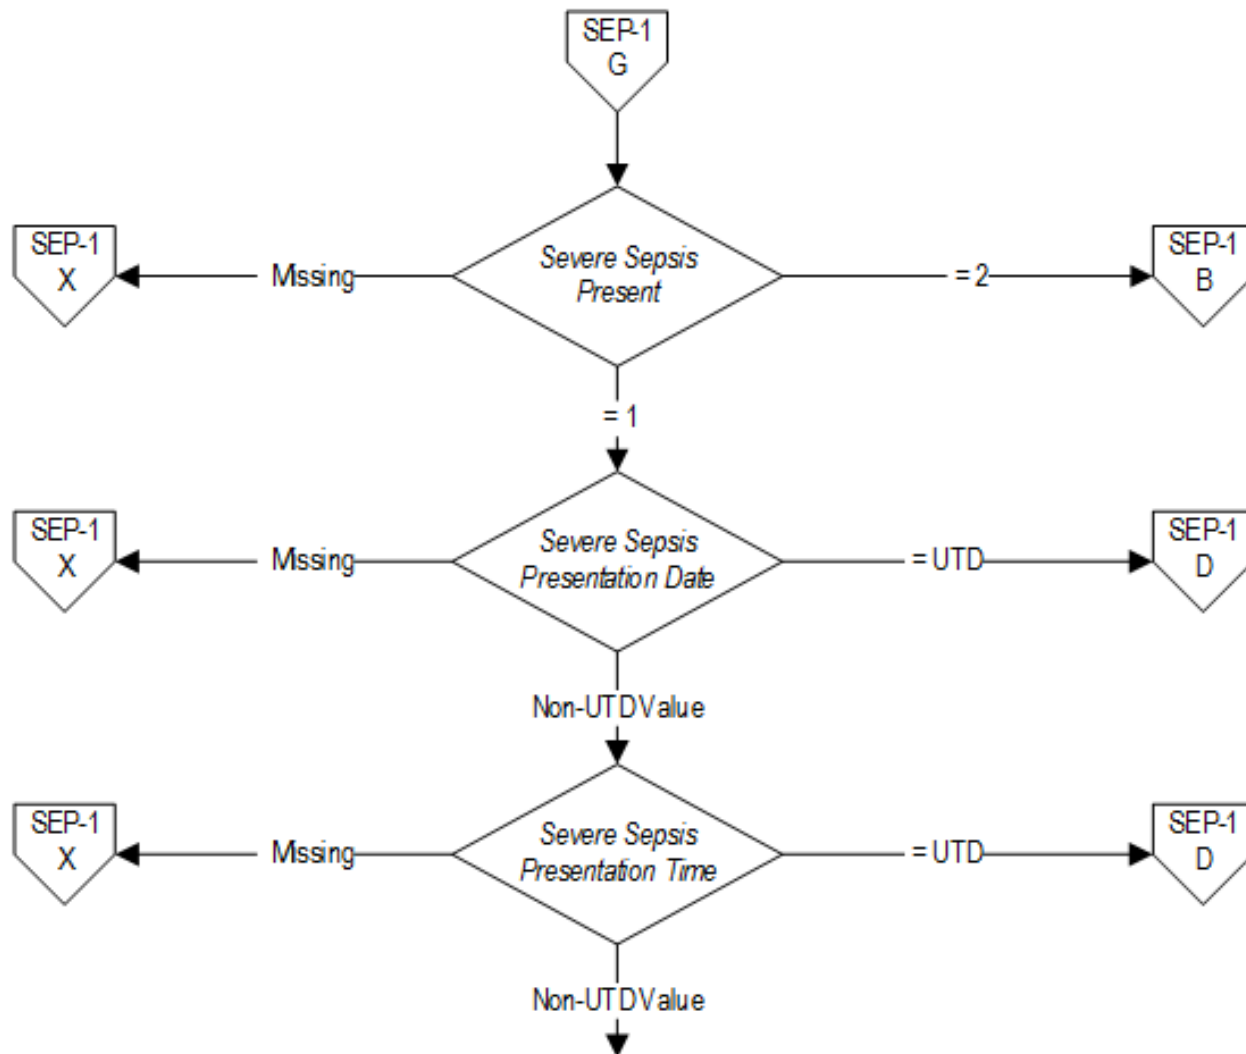 SEP-1
G
SEP-1
X
Missing
Severe Sepsis
Present
= 2
SEP-1
B
= 1
SEP-1
X
Missing
Severe Sepsis
Presentation Date
= UTD
SEP-1
D
Non-UTD Value
SEP-1
X
Missing
Severe Sepsis
Presentation Time
= UTD
SEP-1
D
Non-UTD Value